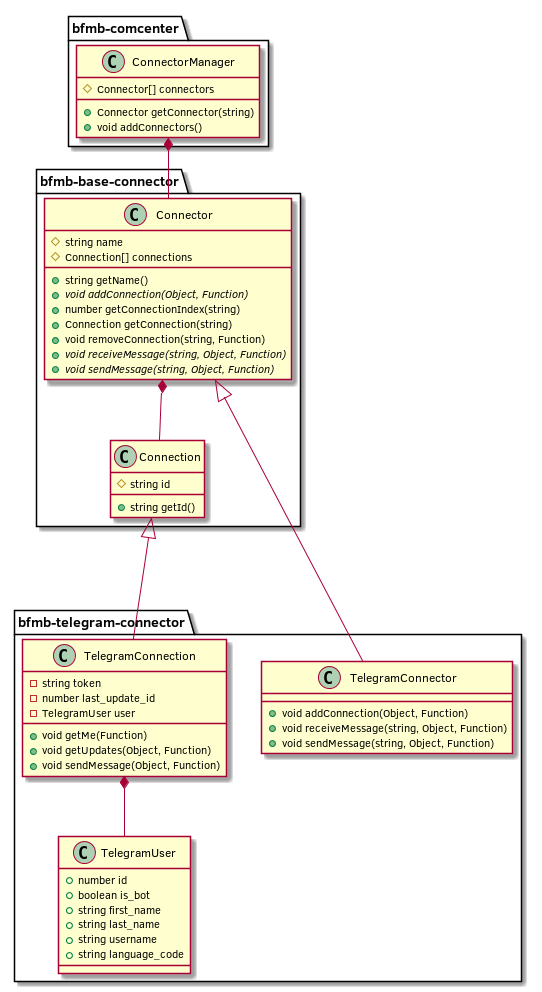 bfmb-comcenter
C ConnectorManager
Connector[] connectors
Connector getConnector(string)
void addConnectors()
bfmb-base-connector
C Connector
string name
Connection[] connections
string getName()
void addConnection(Object, Function)
number getConnectionIndex(string)
Connection getConnection(string)
void removeConnection(string, Function)
void receiveMessage(string, Object, Function)
void sendMessage(string, Object, Function)
C Connection
string id
string getId()
bfmb-telegram-connector
C TelegramConnection
string token
number last_update_id
TelegramUser user
void getMe(Function)
void getUpdates(Object, Function)
void sendMessage(Object, Function)
C TelegramConnector
void addConnection(Object, Function)
void receiveMessage(string, Object, Function)
void sendMessage(string, Object, Function)
C TelegramUser
number id
boolean is_bot
string first_name
string last_name
string username
string language_code